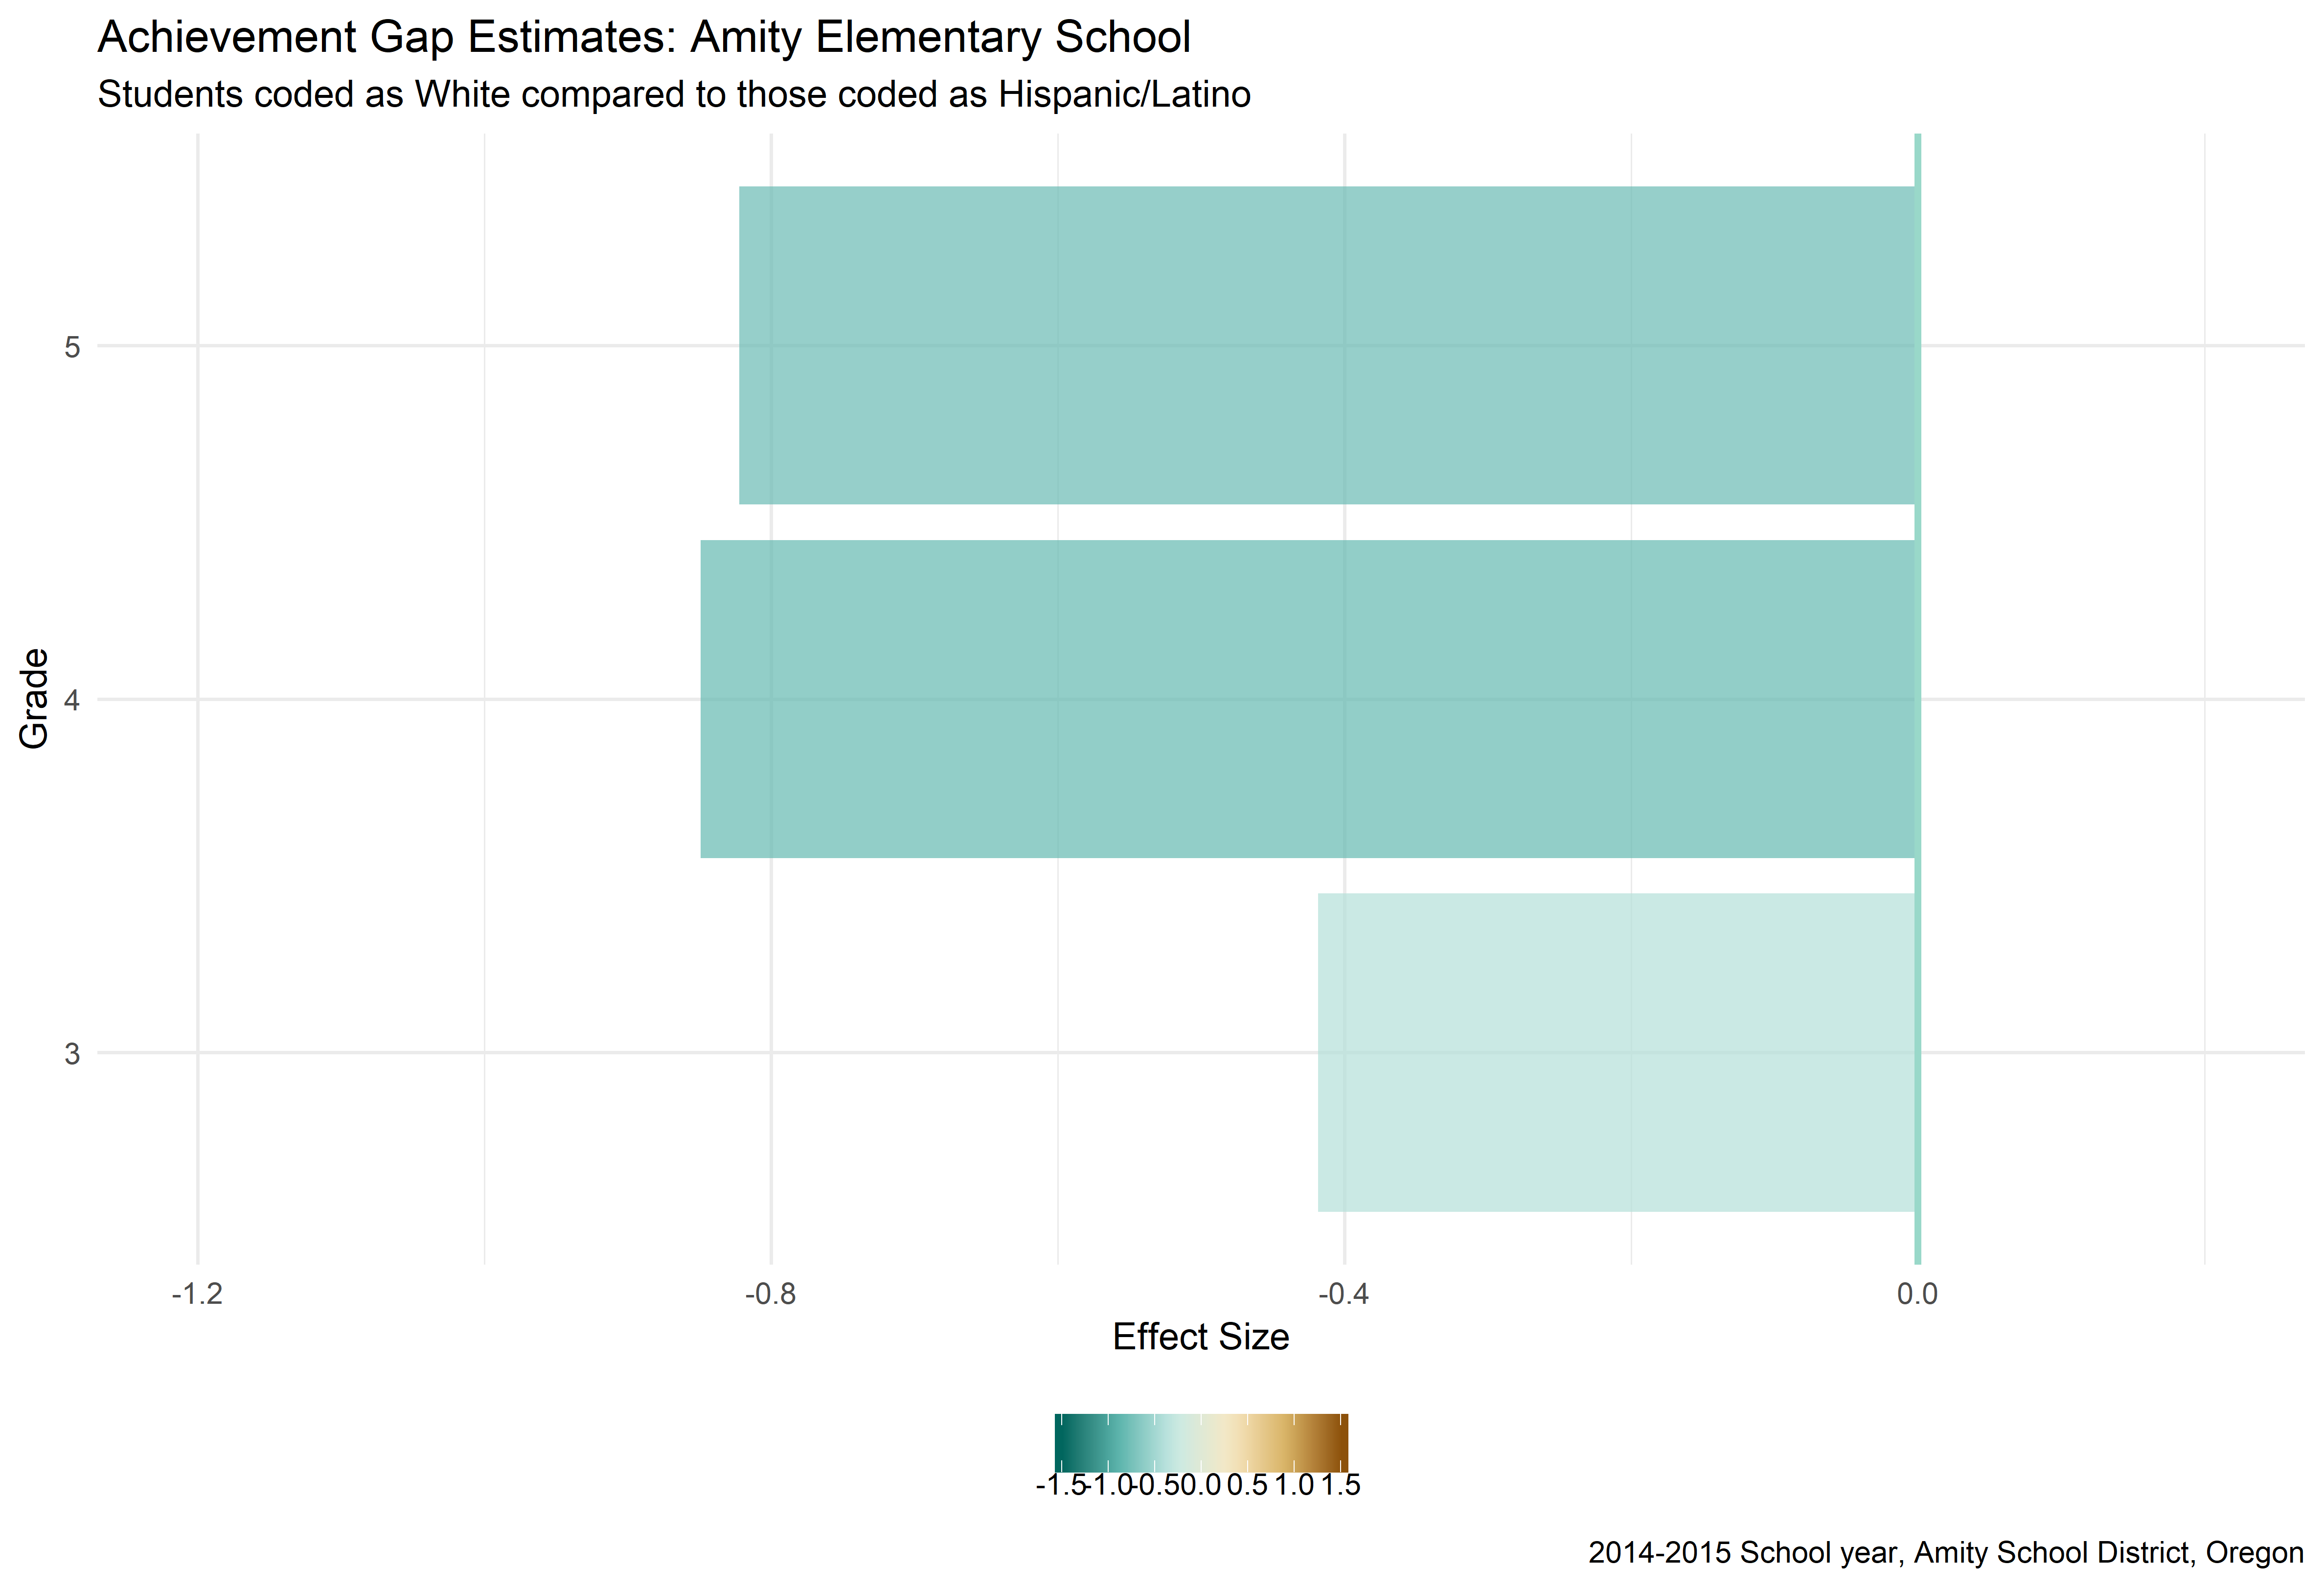 Achievement Gap Estimates: Amity Elementary School
Students coded as White compared to those coded as Hispanic/Latino
5
Grade
4
3
-1.2 -0.8 -0.4 0.0
Effect Size
-1.5 -1.0 -0.5 0.0 0.5 1.0 1.5
2014-2015 School year, Amity School District, Oregon